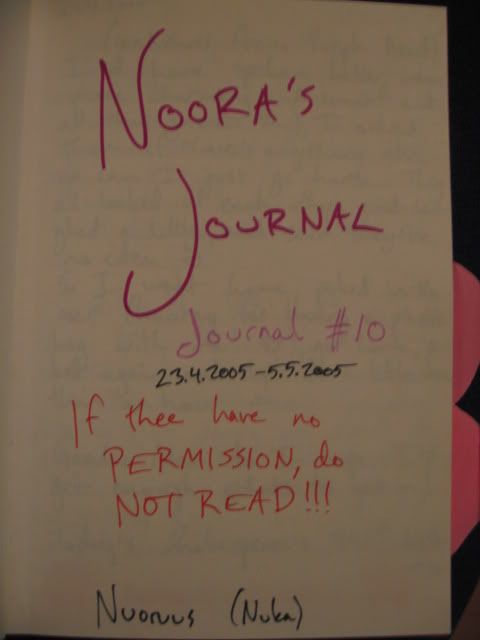 NOORA'S
JOURNAL
Journal #10
23.4.2005-5.5.2005
If thee have no
PERMISSION, do
NOT READ!!!
Nuoruus (Nuka)